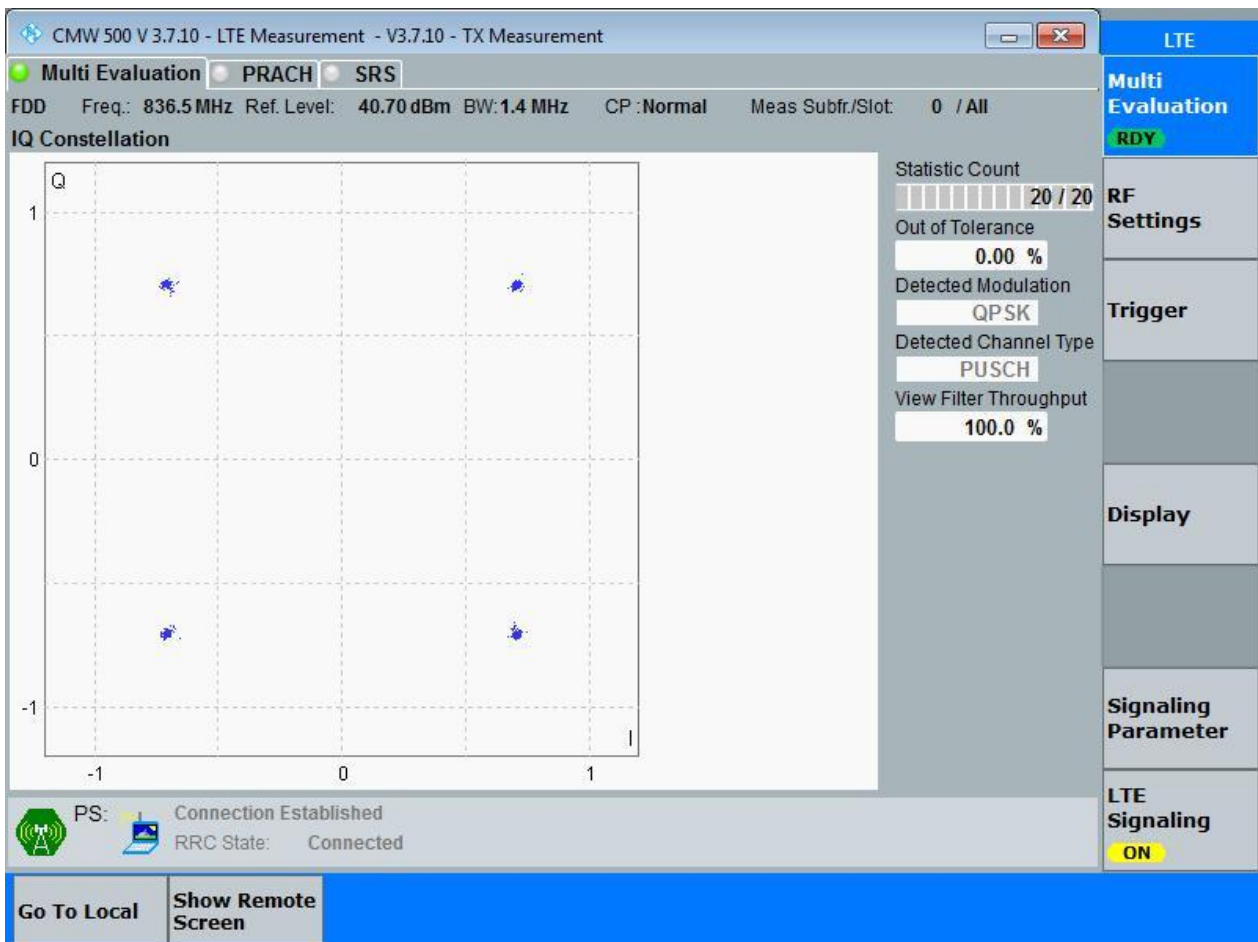 CMW 500 V 3.7.10 - LTE Measurement - V3.7.10 - TX Measurement
LTE
Multi Evaluation PRACH SRS
FDD Freq.: 836.5 MHz Ref. Level: 40.70 dBm BW: 1.4 MHz CP : Normal Meas Subfr./Slot: 0 / All
IQ Constellation
Q
1
0
-1
I
-1 0 1
Statistic Count
20 / 20
Out of Tolerance
0.00 %
Detected Modulation
QPSK
Detected Channel Type
PUSCH
View Filter Throughput
100.0 %
Multi
Evaluation
RDY
RF
Settings
Trigger
Display
Signaling
Parameter
LTE
Signaling
ON
PS: Connection Established
RRC State: Connected
Go To Local
Show Remote
Screen